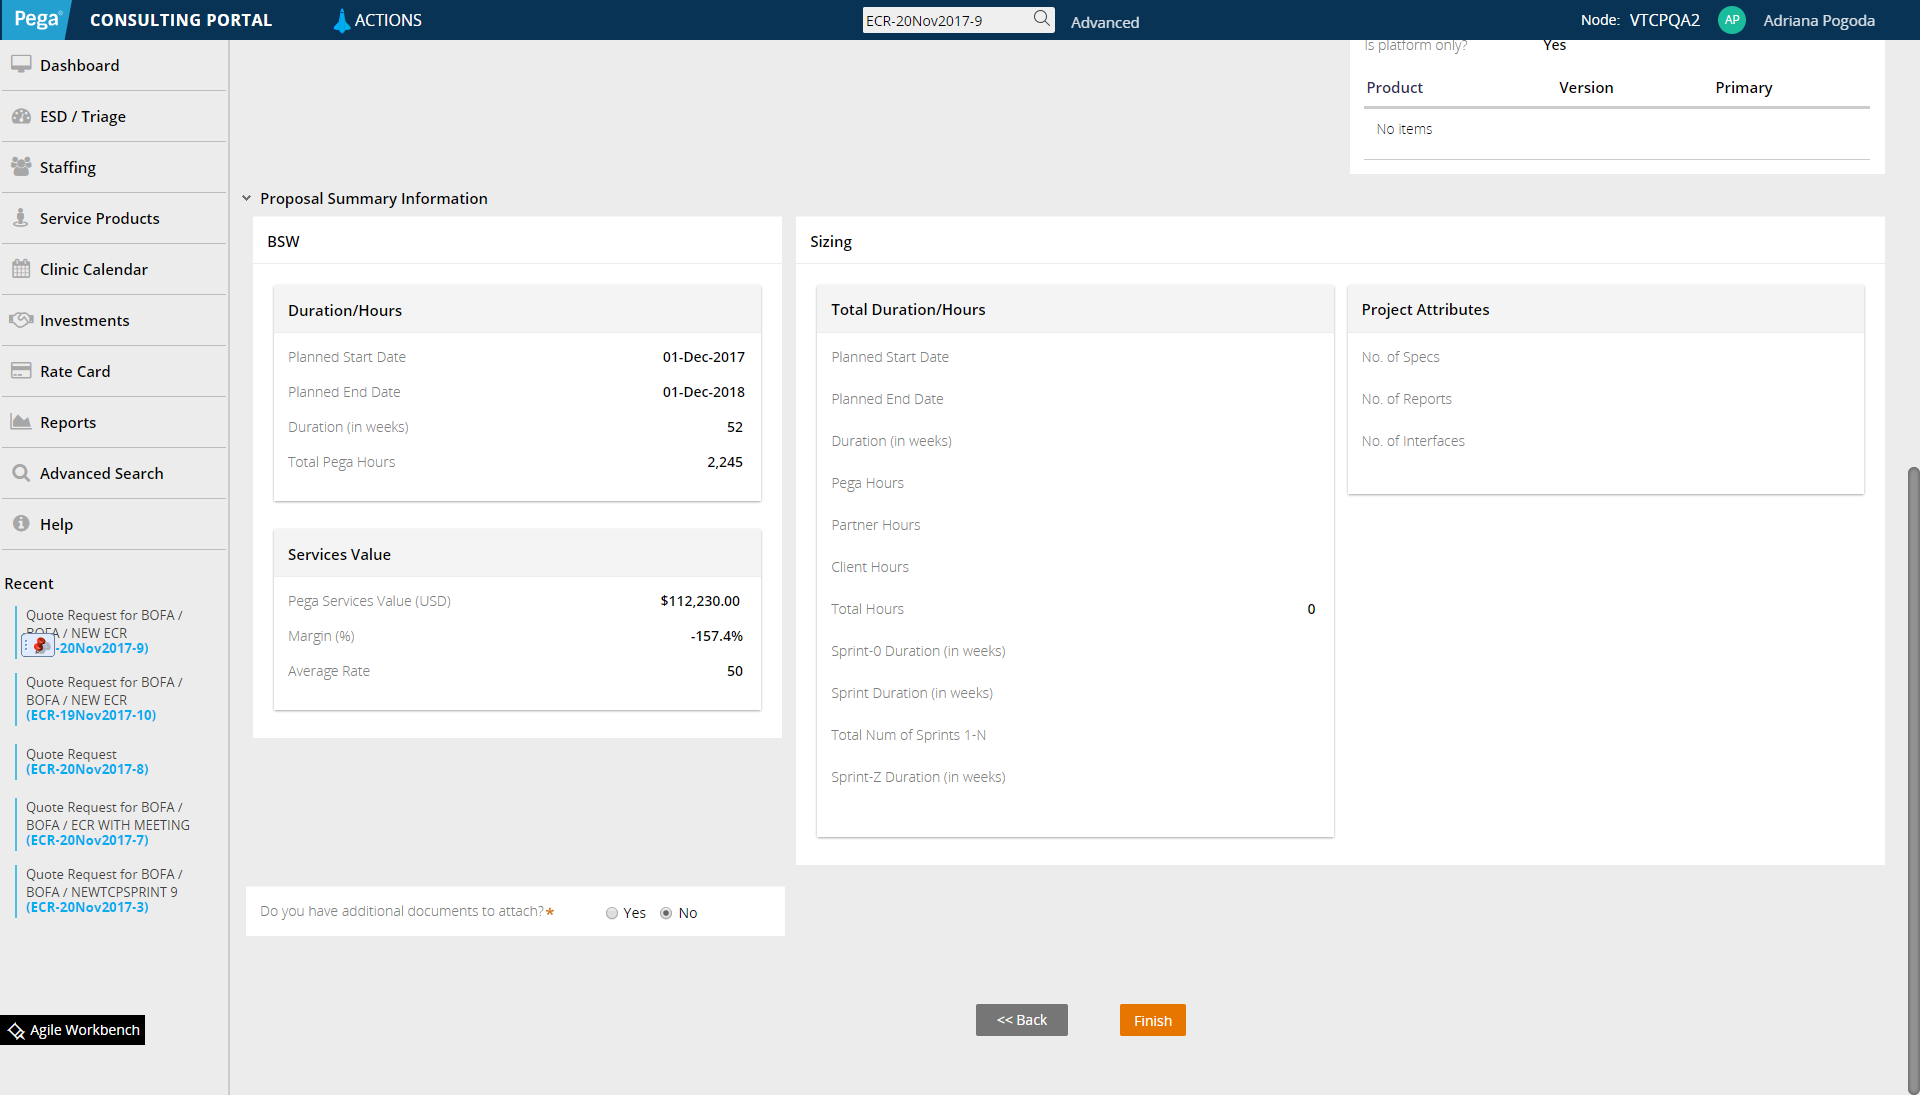 Pega
CONSULTING PORTAL
ACTIONS
ECR-20Nov2017-9
Advanced
Node: VTCPQA2
AP
Adriana Pogoda
Dashboard
ESD / Triage
Staffing
Service Products
Clinic Calendar
Investments
Rate Card
Reports
Advanced Search
Help
Recent
Quote Request for BOFA /
BOFA / NEW ECR
-20Nov2017-9)
Quote Request for BOFA /
BOFA / NEW ECR
(ECR-19Nov2017-10)
Quote Request
(ECR-20Nov2017-8)
Quote Request for BOFA /
BOFA / ECR WITH MEETING
(ECR-20Nov2017-7)
Quote Request for BOFA /
BOFA / NEWTCPSPRINT 9
(ECR-20Nov2017-3)
Agile Workbench
Is platform only? Yes
Product Version Primary
No items
Proposal Summary Information
BSW
Duration/Hours
Planned Start Date 01-Dec-2017
Planned End Date 01-Dec-2018
Duration (in weeks) 52
Total Pega Hours 2,245
Services Value
Pega Services Value (USD) $112,230.00
Margin (%) -157.4%
Average Rate 50
Sizing
Total Duration/Hours
Planned Start Date
Planned End Date
Duration (in weeks)
Pega Hours
Partner Hours
Client Hours
Total Hours 0
Sprint-0 Duration (in weeks)
Sprint Duration (in weeks)
Total Num of Sprints 1-N
Sprint-Z Duration (in weeks)
Project Attributes
No. of Specs
No. of Reports
No. of Interfaces
Do you have additional documents to attach?* Yes No
<< Back
Finish